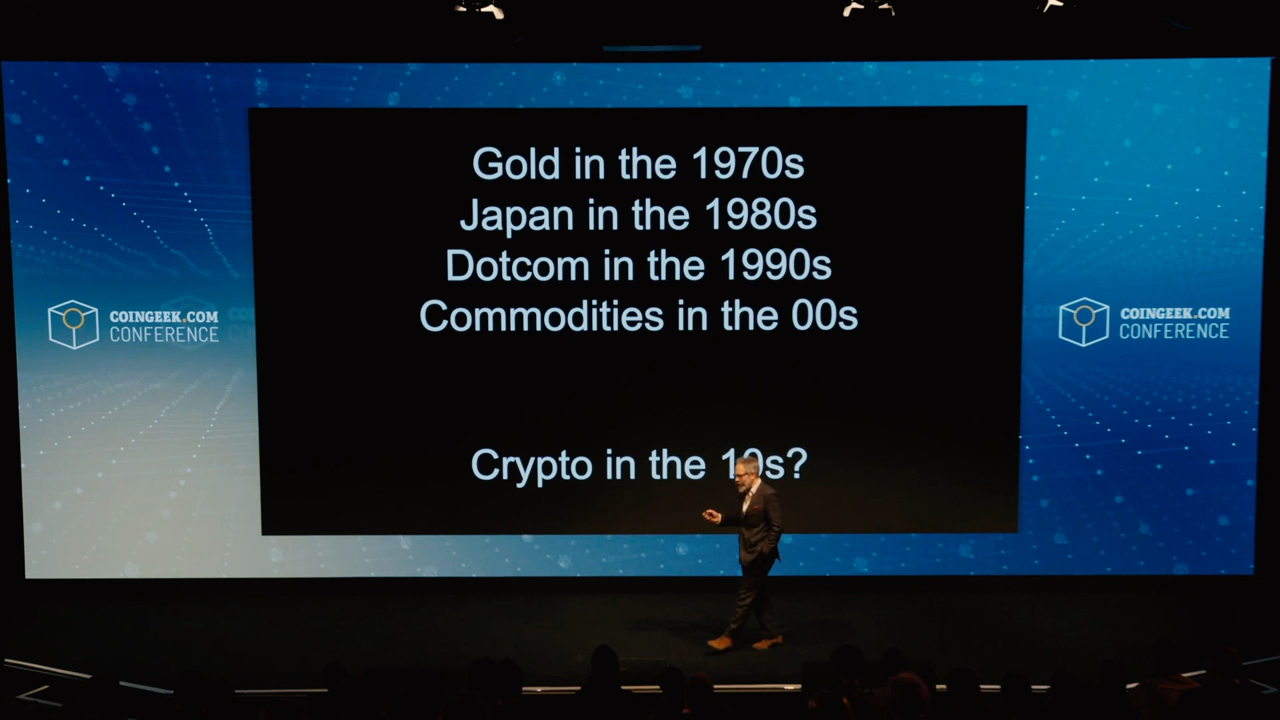 Gold in the 1970s
Japan in the 1980s
Dotcom in the 1990s
Commodities in the 00s
COINGEEK.COM
CONFERENCE
COINGEEK.COM
CONFERENCE
Crypto in the 10s?